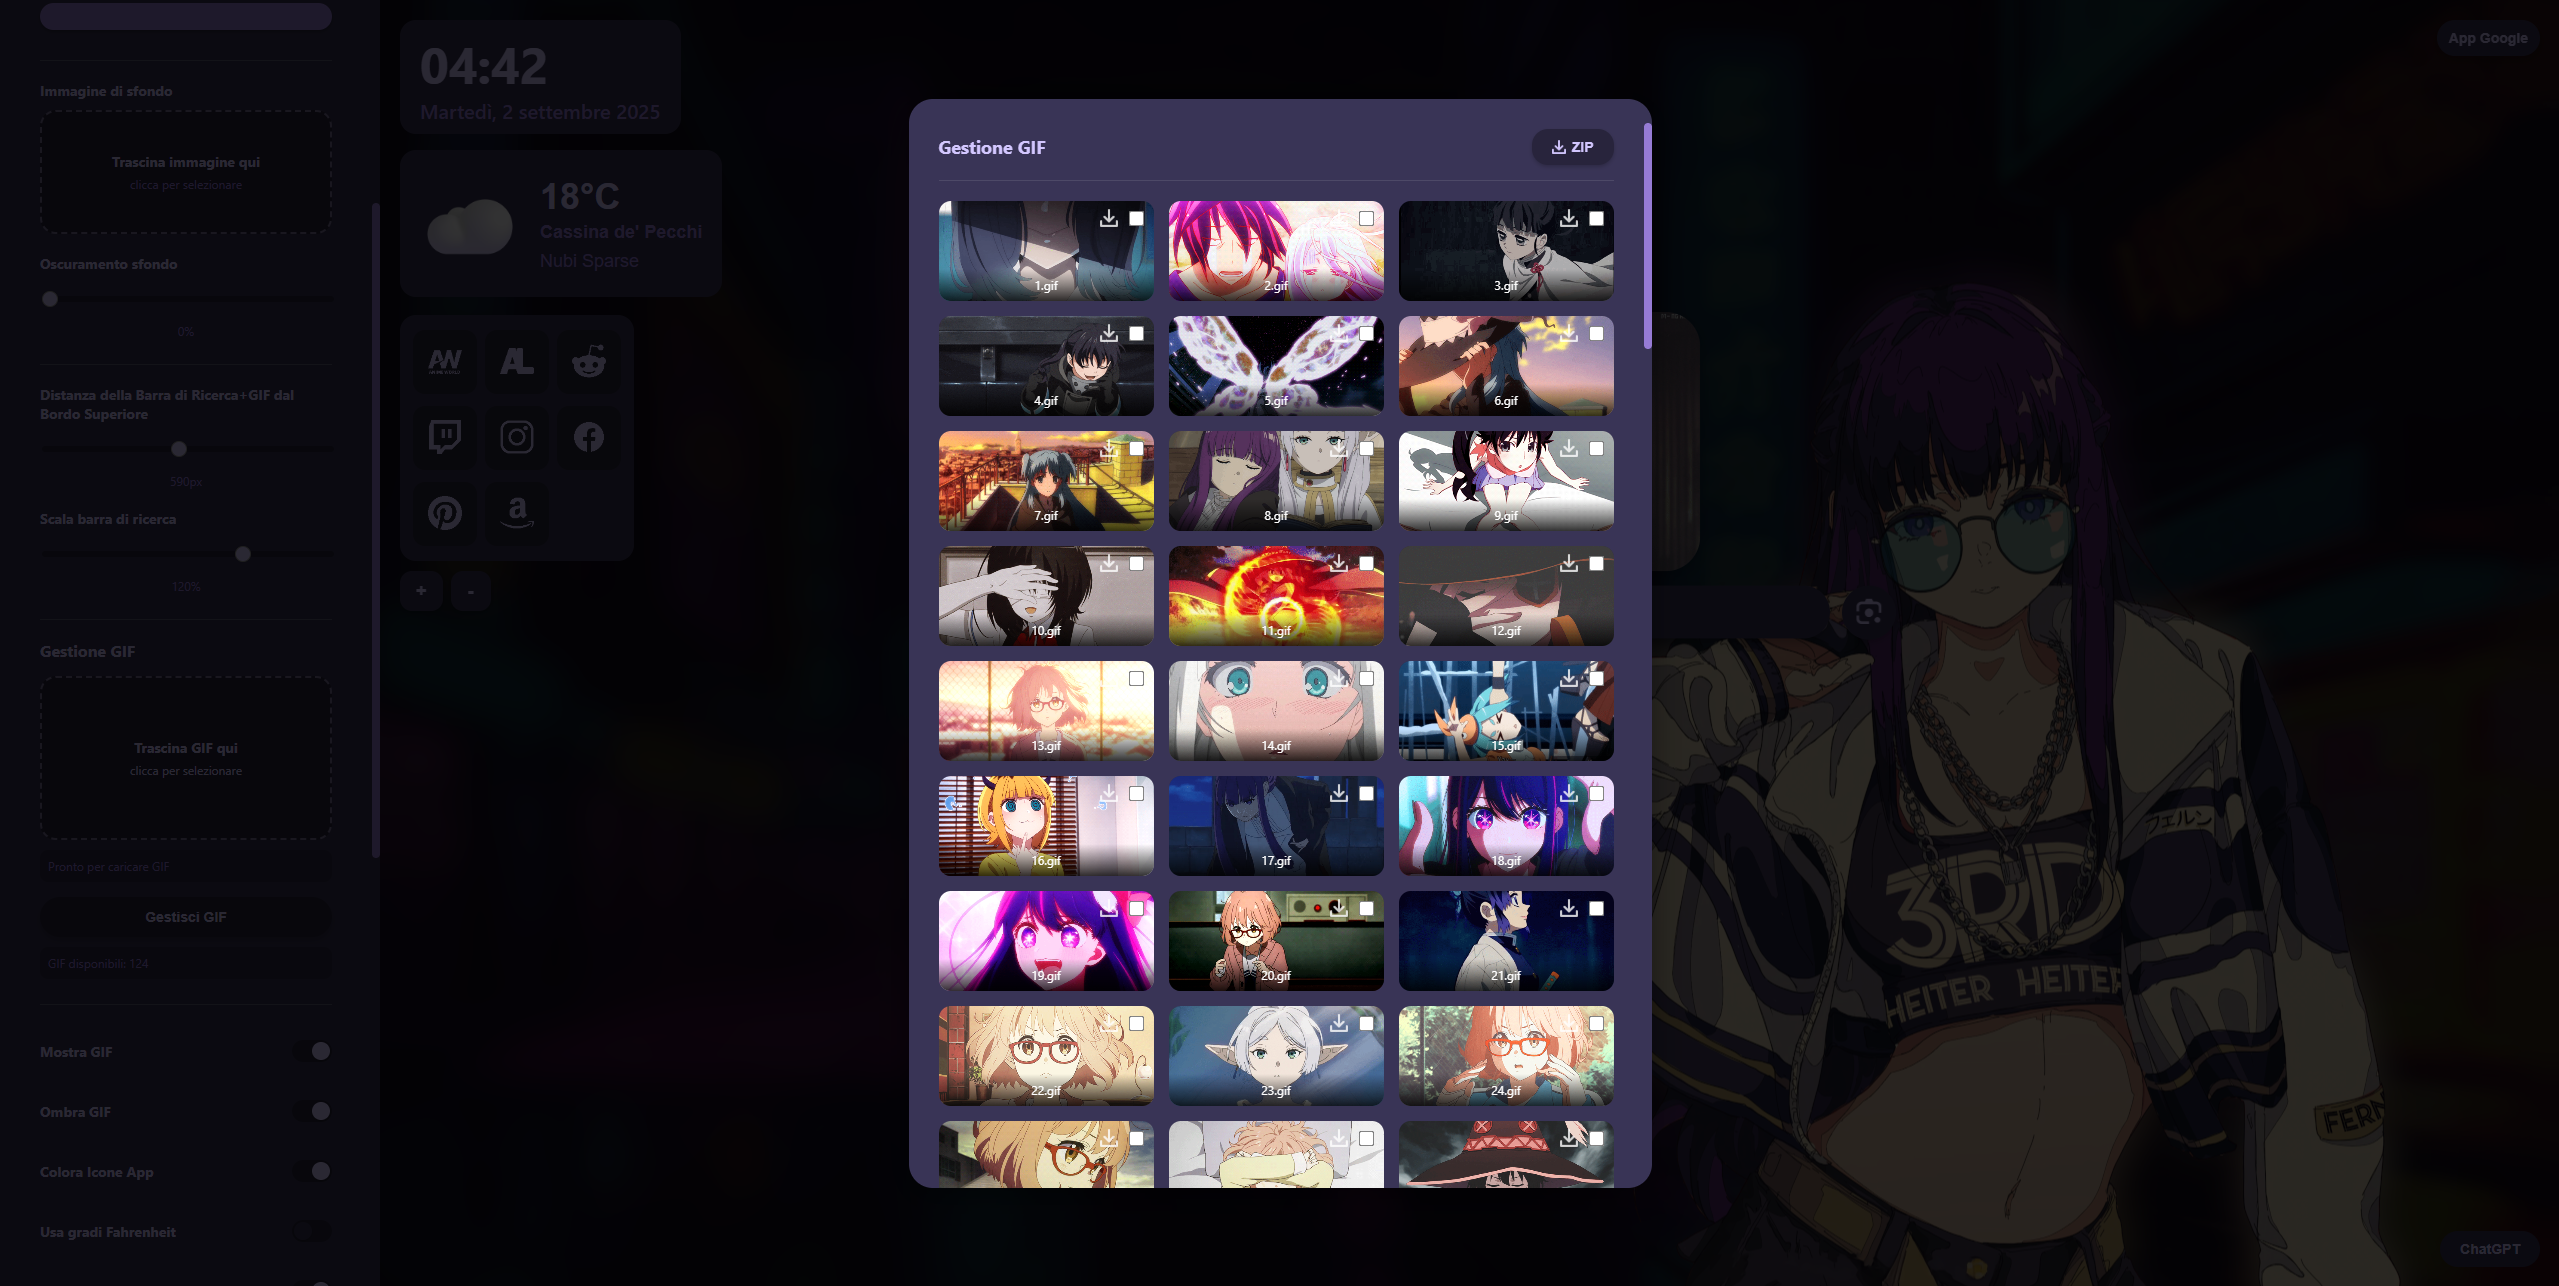 Immagine di sfondo
Trascina immagine qui
clicca per selezionare
Oscuramento sfondo
0%
Distanza della Barra di Ricerca+GIF dal
Bordo Superiore
590px
Scala barra di ricerca
120%
Gestione GIF
Trascina GIF qui
clicca per selezionare
Pronto per caricare GIF
Gestisci GIF
GIF disponibili: 124
Mostra GIF
Ombra GIF
Colora Icone App
Usa gradi Fahrenheit
04:42
Martedì, 2 settembre 2025
18°C
Cassina de' Pecchi
Nubi Sparse
AW
AL
a
+
-
Gestione GIF
ZIP
1.gif
2.gif
3.gif
4.gif
5.gif
6.gif
7.gif
8.gif
9.gif
10.gif
11.gif
12.gif
13.gif
14.gif
15.gif
16.gif
17.gif
18.gif
19.gif
20.gif
21.gif
22.gif
23.gif
24.gif
App Google
フェルン
3RD
HEITER HEITER
FERN
ChatGPT